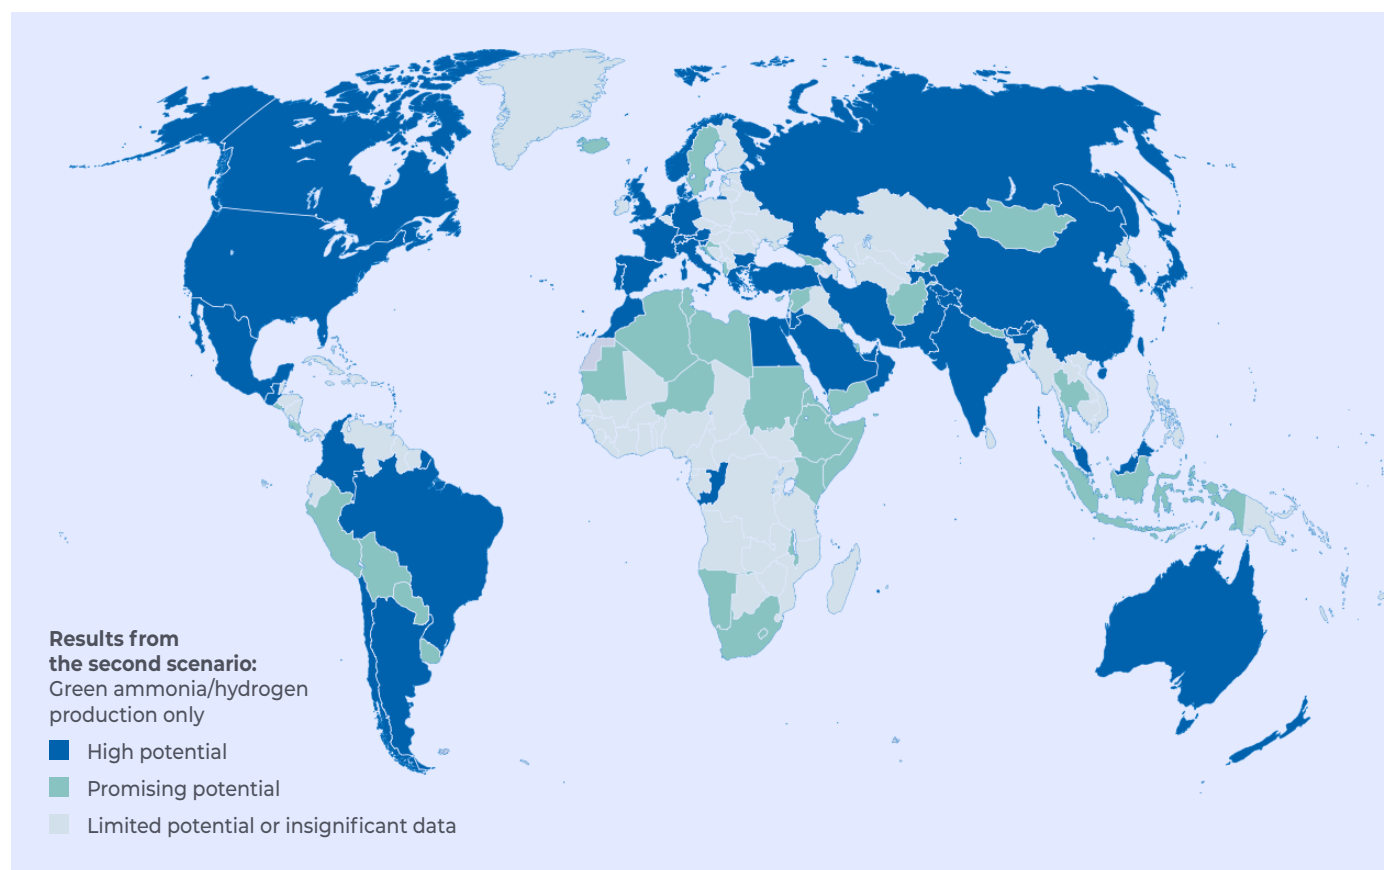 Results from
the second scenario:
Green ammonia/hydrogen
production only
High potential
Promising potential
Limited potential or insignificant data